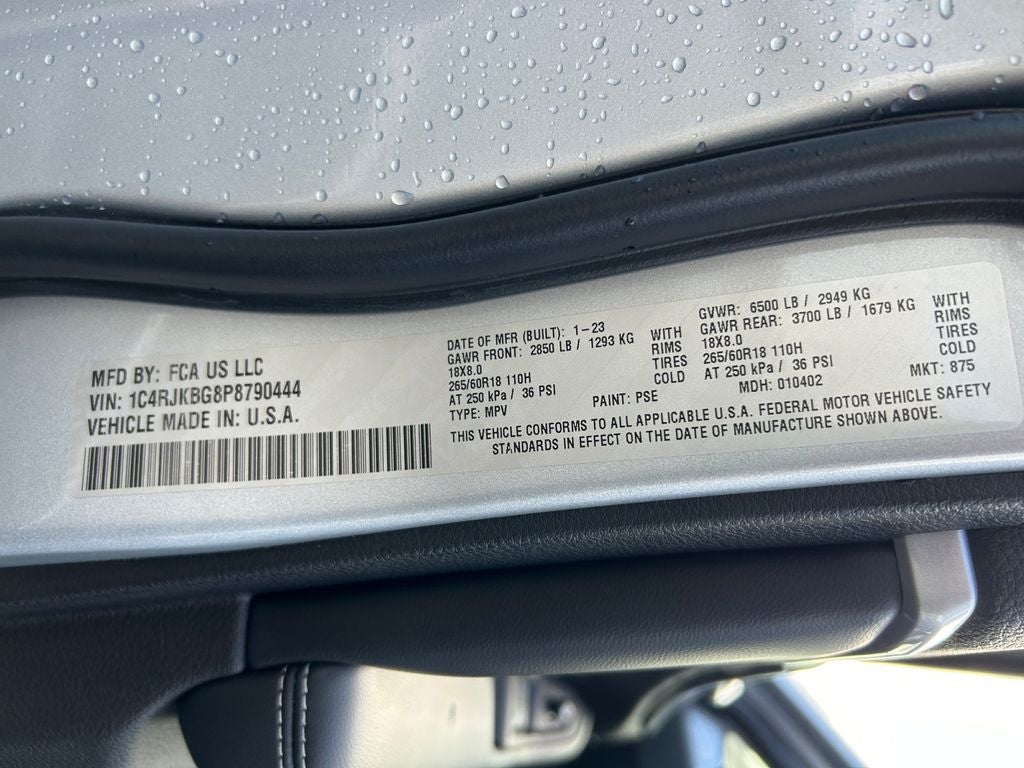 MFD BY: FCA US LLC
VIN: 1C4RJKBG8P8790444
VEHICLE MADE IN: U.S.A.
DATE OF MFR (BUILT): 1-23
GAWR FRONT: 2850 LB / 1293 KG WITH
18X8.0 RIMS
265/60R18 110H TIRES
AT 250 kPa / 36 PSI COLD
TYPE: MPV PAINT: PSE
GVWR: 6500 LB / 2949 KG
GAWR REAR: 3700 LB / 1679 KG WITH
18X8.0 RIMS
265/60R18 110H TIRES
AT 250 kPa / 36 PSI COLD
MDH: 010402 MKT: 875
THIS VEHICLE CONFORMS TO ALL APPLICABLE U.S.A. FEDERAL MOTOR VEHICLE SAFETY
STANDARDS IN EFFECT ON THE DATE OF MANUFACTURE SHOWN ABOVE.